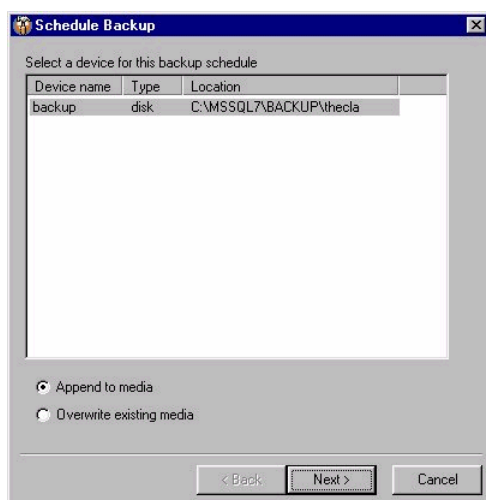 Schedule Backup
Select a device for this backup schedule
Device name Type Location
backup disk C:\MSSQL7\BACKUP\thecla
Append to media
Overwrite existing media
< Back Next > Cancel